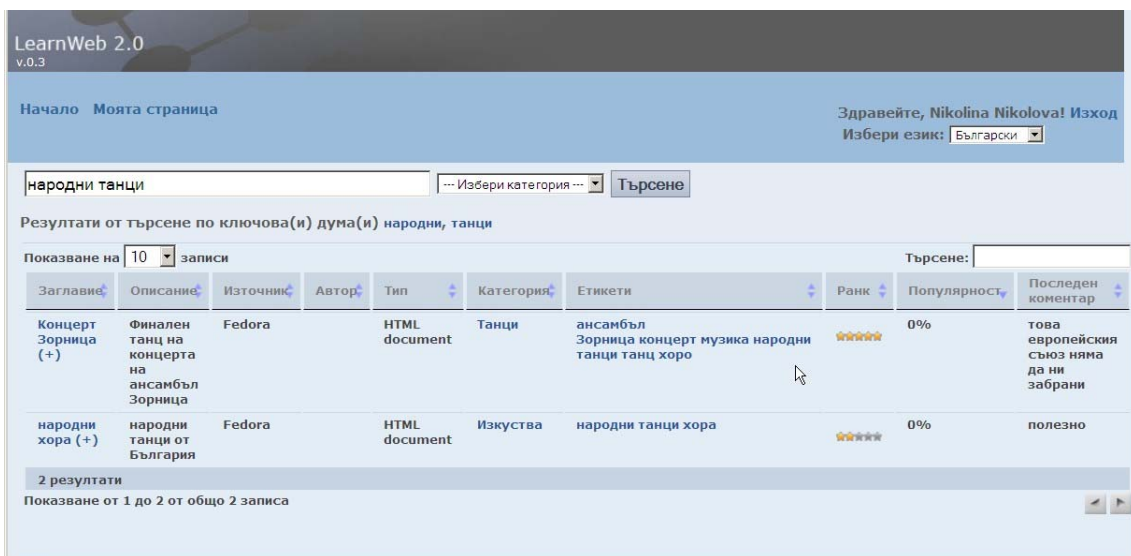 LearnWeb 2.0
v.0.3
Начало Моята страница
Здравейте, Nikolina Nikolova! Изход
Избери език: Български
народни танци --- Избери категория --- Търсене
Резултати от търсене по ключова(и) дума(и) народни, танци
Показване на 10 записи Търсене:
Заглавие Описание Източник Автор Тип Категория Етикети Ранк Популярност Последен
коментар
Концерт
Зорница
(+)
Финален
танц на
концерта
на
ансамбъл
Зорница
Fedora
HTML
document
Танци
ансамбъл
Зорница концерт музика народни
танци танц хоро
0%
това
европейския
съюз няма
да ни
забрани
народни
хора (+)
народни
танци от
България
Fedora
HTML
document
Изкуства
народни танци хора
0%
полезно
2 резултати
Показване от 1 до 2 от общо 2 записа